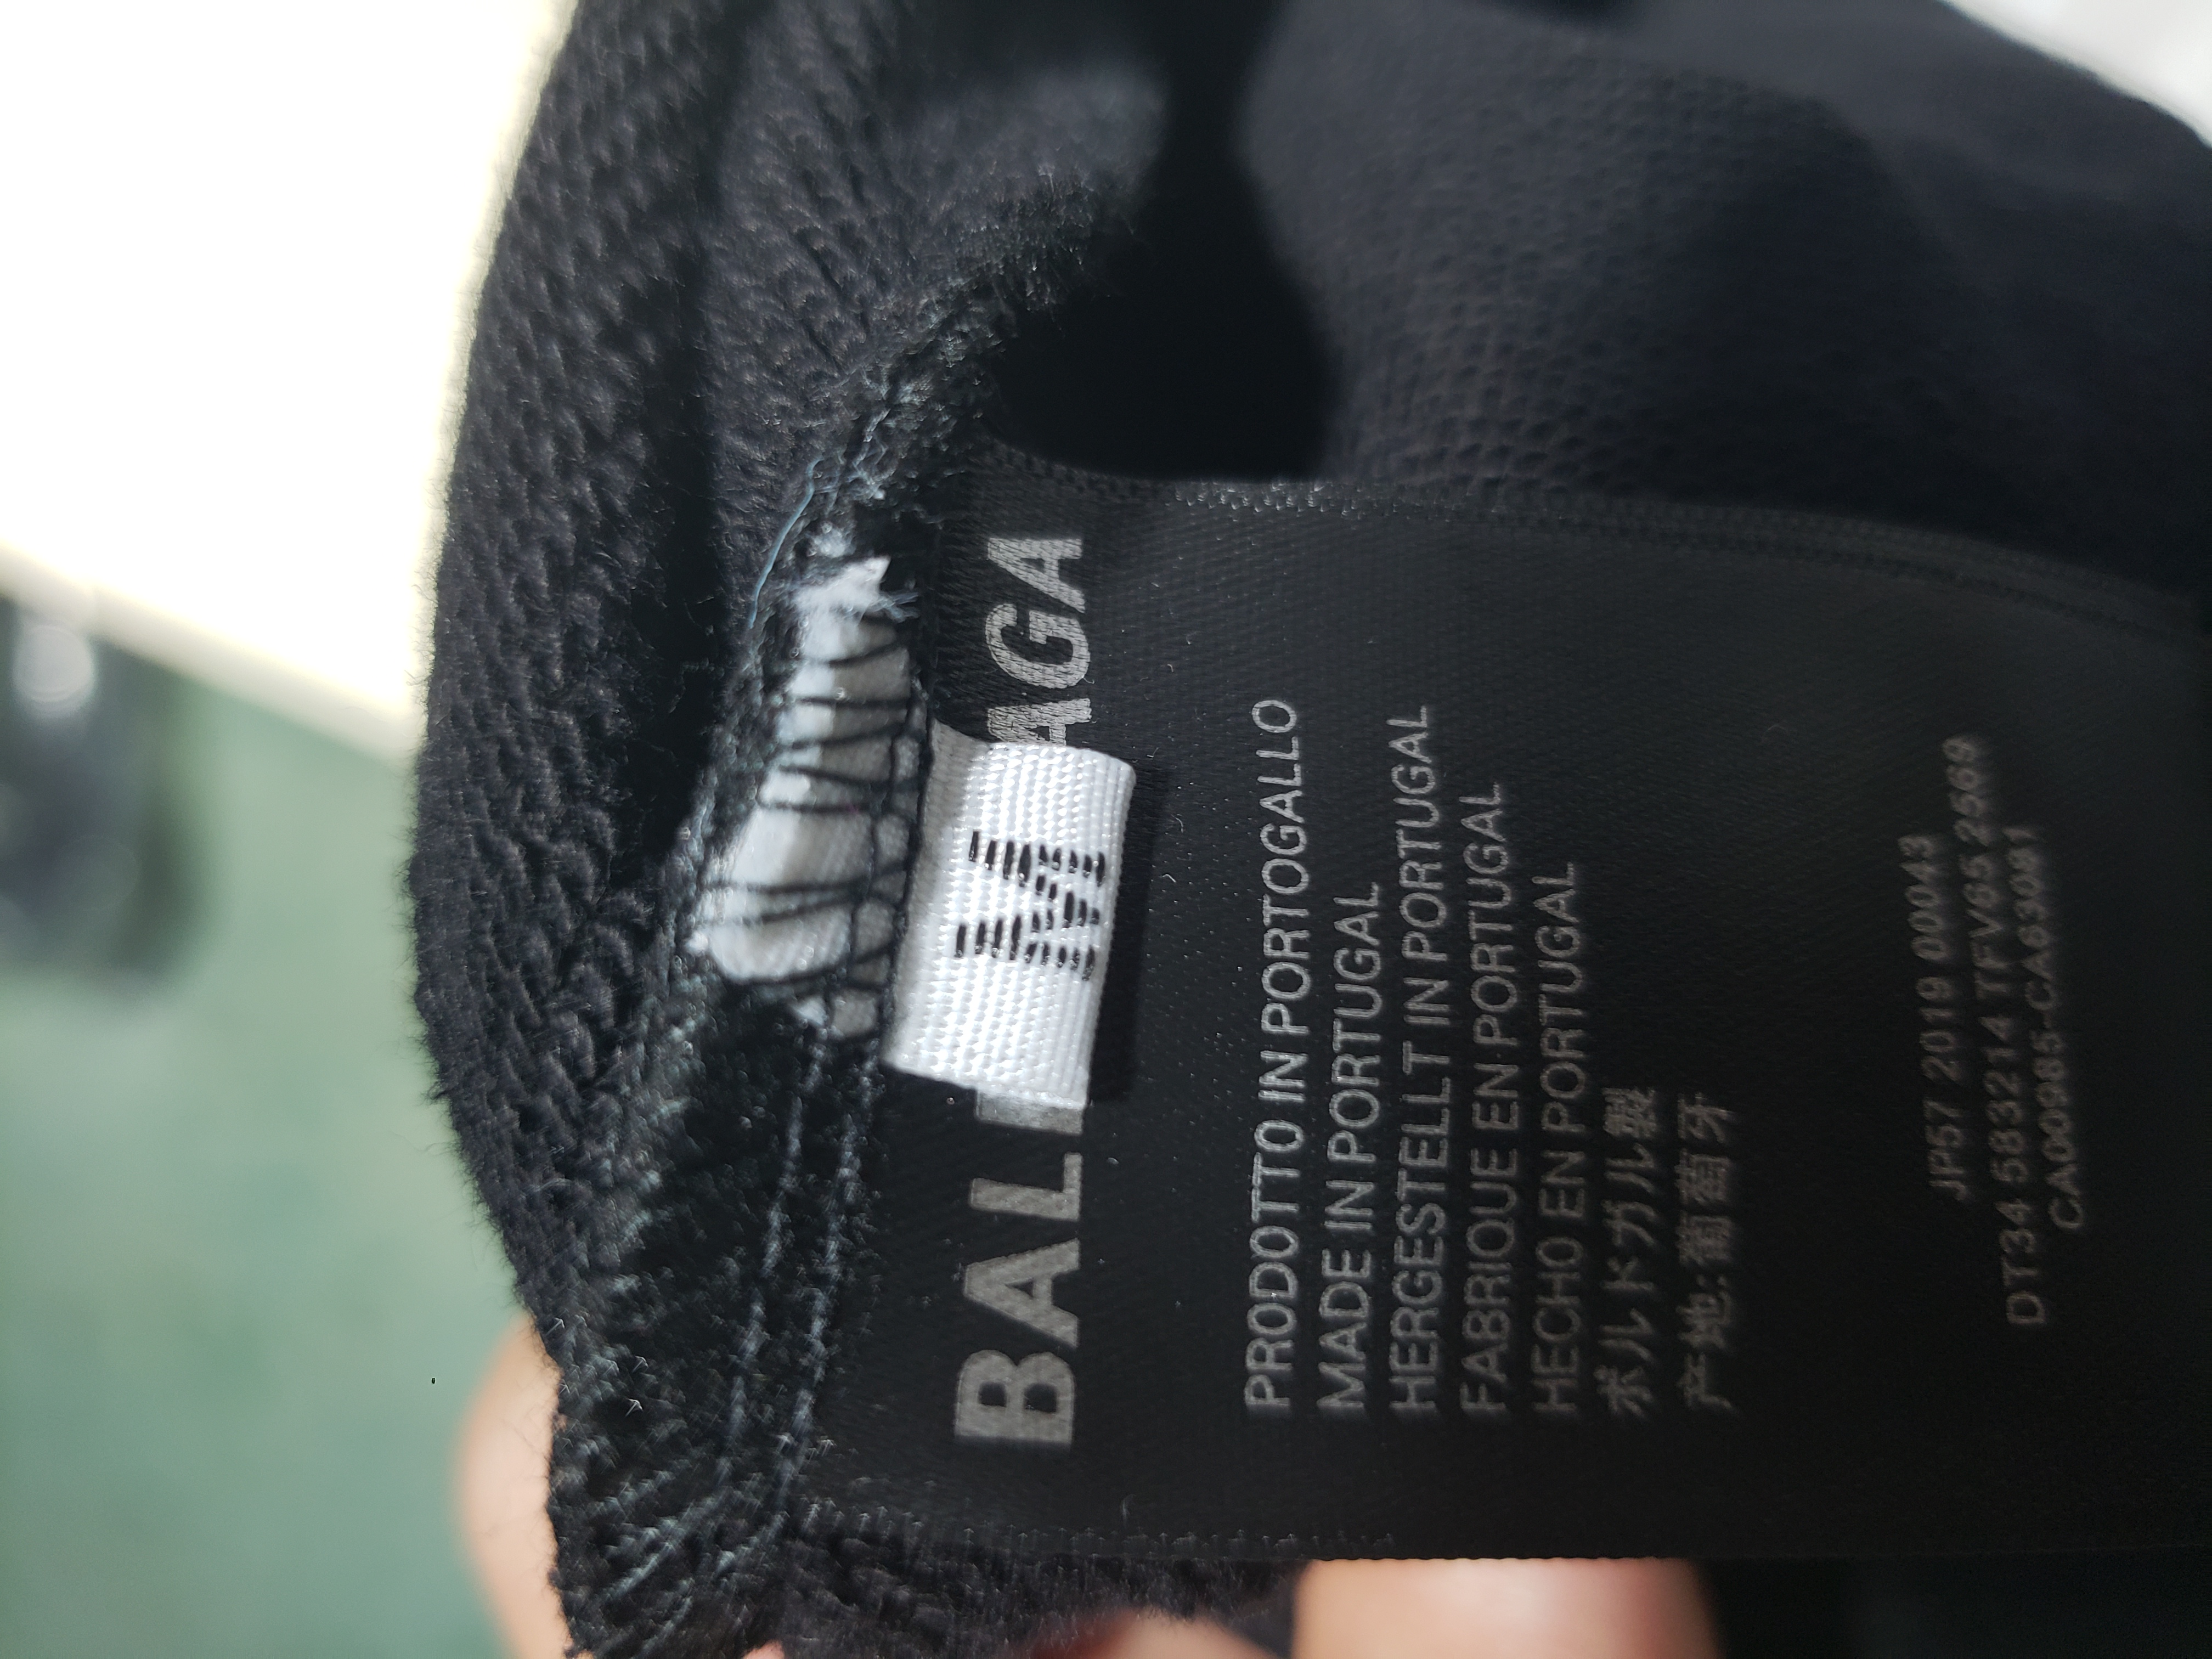 M
BAL AGA
PRODOTTO IN PORTOGALLO
MADE IN PORTUGAL
HERGESTELLT IN PORTUGAL
FABRIQUE EN PORTUGAL
HECHO EN PORTUGAL
ポルトガル製
产地:葡萄牙
JP57 2019 00043
DT34 583214 TFV65 2569
CA00985-CA63081